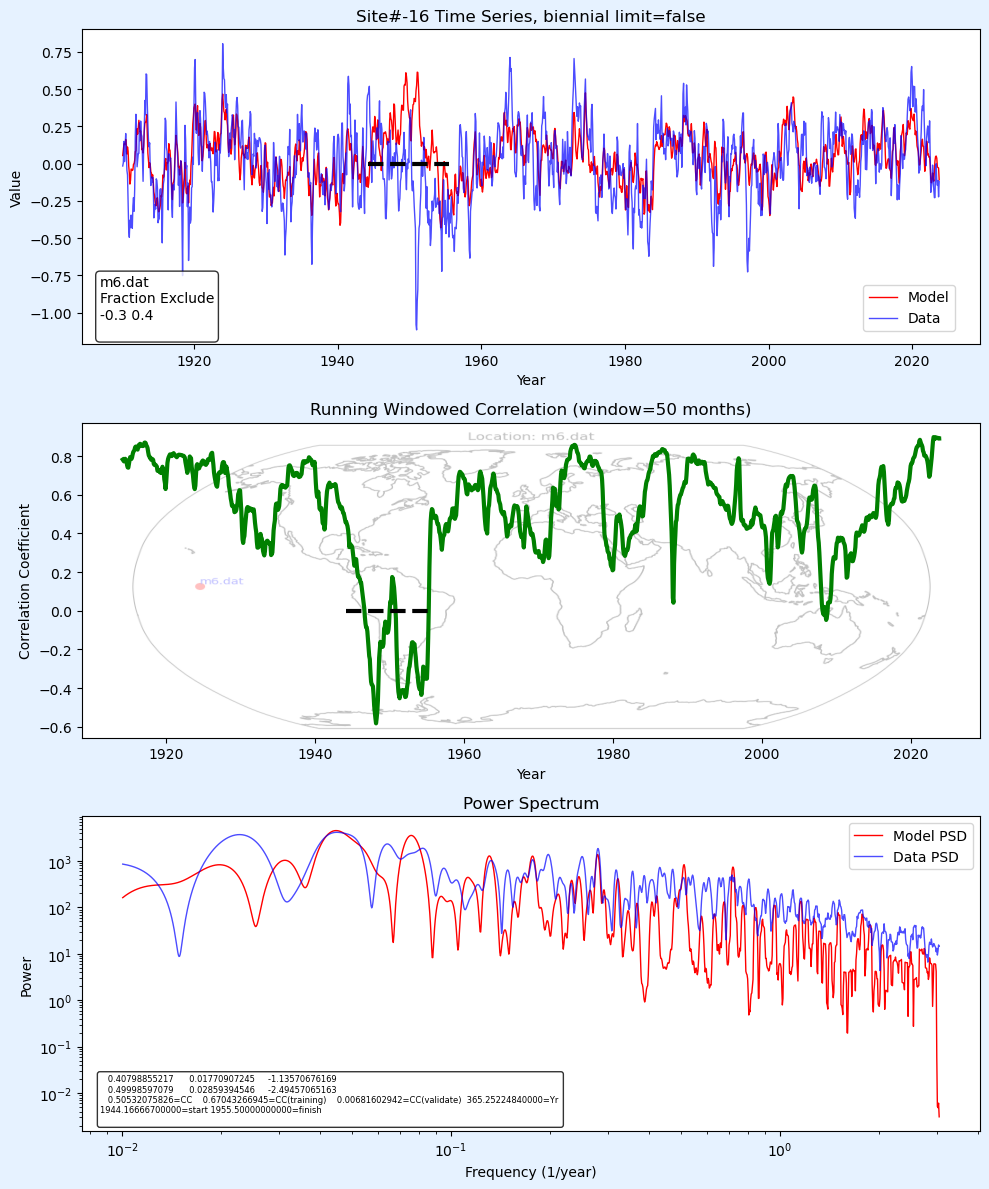 Site#-16 Time Series, biennial limit=false
0.75
0.50
0.25
0.00
−0.25
−0.50
−0.75
−1.00
Value
m6.dat
Fraction Exclude
-0.3 0.4
Model
Data
1920
1940
1960
1980
2000
2020
Year
Running Windowed Correlation (window=50 months)
Location: m6.dat
0.8
0.6
0.4
0.2
0.0
−0.2
−0.4
−0.6
Correlation Coefficient
m6.dat
1920
1940
1960
1980
2000
2020
Year
Power Spectrum
Model PSD
Data PSD
10³
10²
10¹
10⁰
10⁻¹
10⁻²
Power
0.40798855217 0.01770907245 -1.13570676169
0.49998597079 0.02859394546 -2.49457065163
0.50532075826=CC 0.67043266945=CC(training) 0.00681602942=CC(validate) 365.25224840000=Yr
1944.16666700000=start 1955.50000000000=finish
10⁻²
10⁻¹
10⁰
Frequency (1/year)